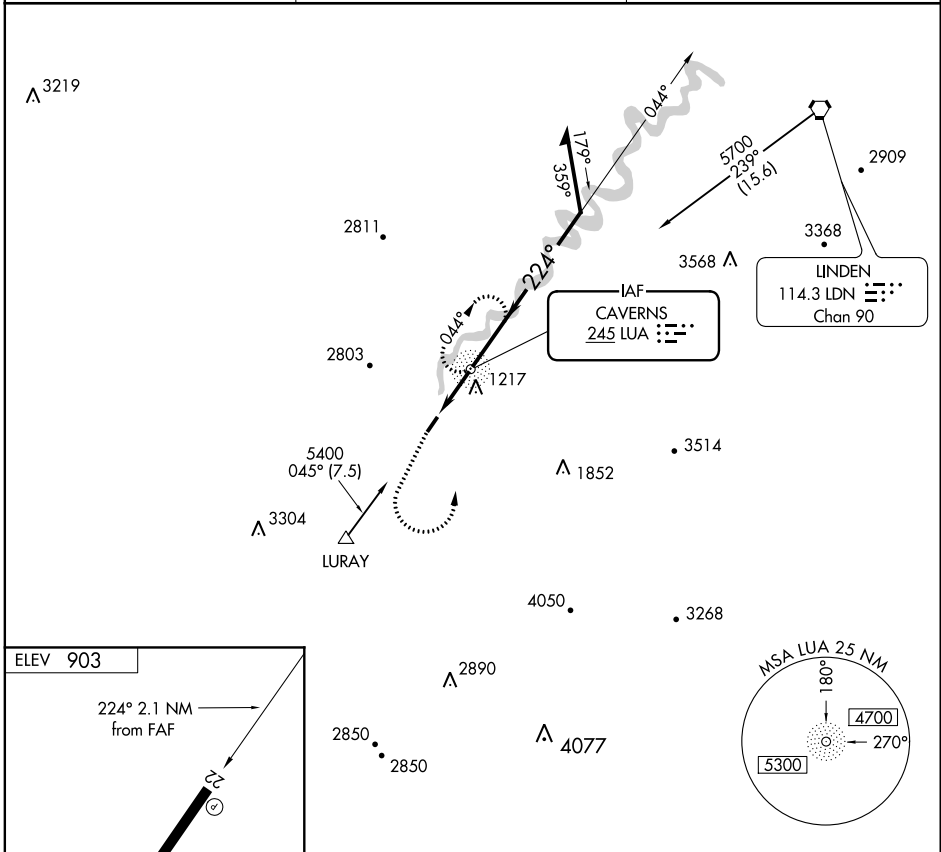 3219
044°
179°
359°
5700
239°
(15.6)
2909
2811
3368
224°
3568
LINDEN
114.3 LDN
Chan 90
IAF
CAVERNS
245 LUA
044°
2803
1217
5400
045° (7.5)
3514
1852
3304
LURAY
4050
3268
ELEV 903
2890
MSA LUA 25 NM
180°
4700
270°
5300
224° 2.1 NM
from FAF
2850
2850
4077
22
P